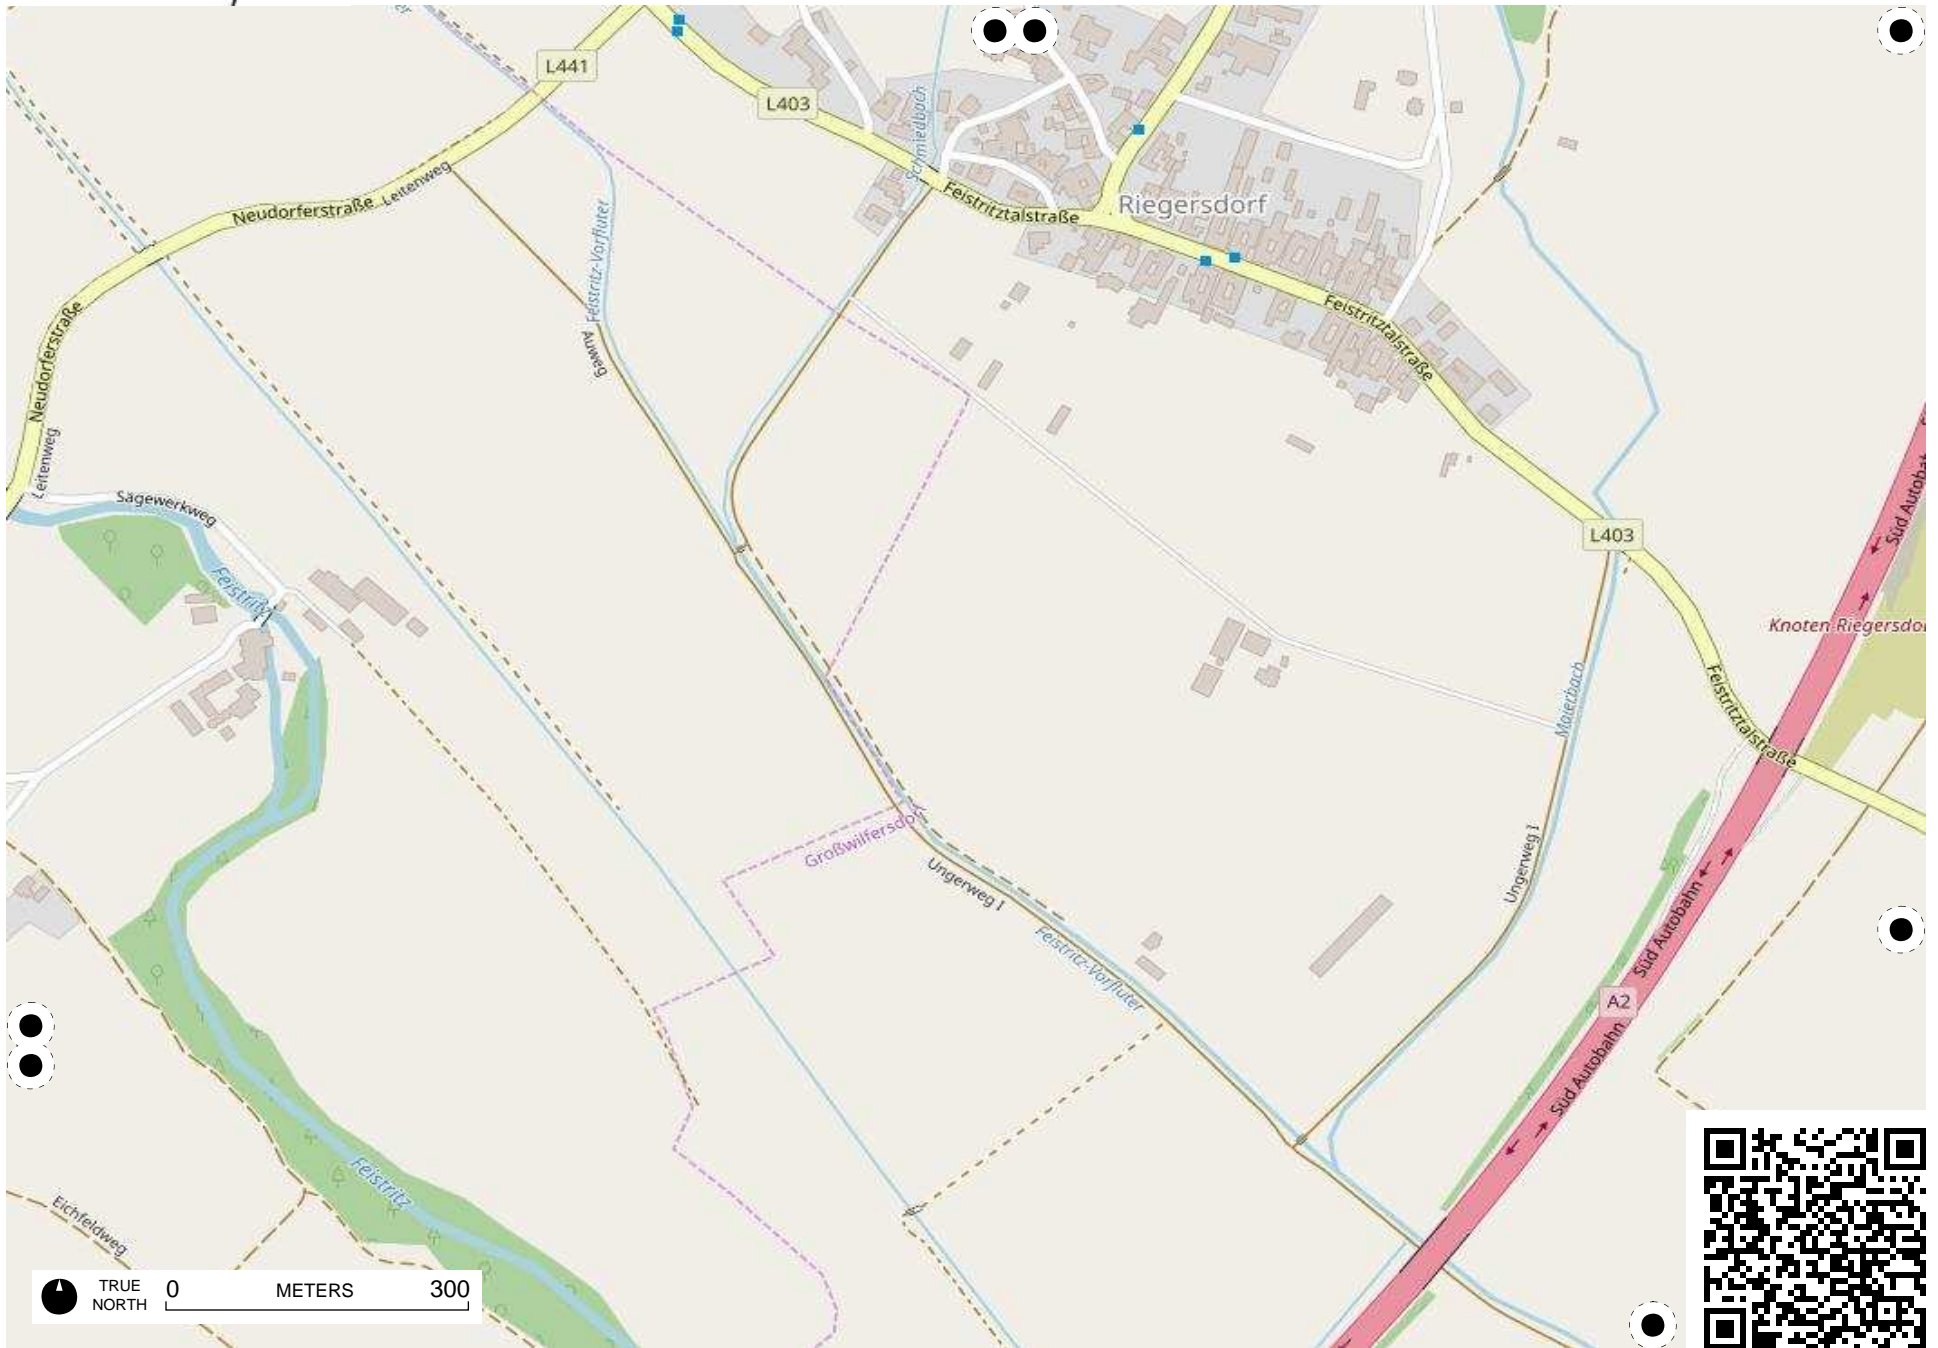 L441
L403
Schmiedbach
Leitenweg
Neudorferstraße
Feistritztalstraße
Riegersdorf
Feistritz-Vorfluter
Neudorferstraße
Auweg
Feistritztalstraße
Leitenweg
Sägewerkweg
L403
Süd Autobah
Feistritz
Knoten Riegersdor
Maierbach
Feistritztalstraße
Großwilfersdorf
Ungerweg I
Ungerweg I
Feistritz-Vorfluter
Süd Autobahn
A2
Süd Autobahn
Feistritz
Eichfeldweg
TRUE NORTH
0 METERS 300